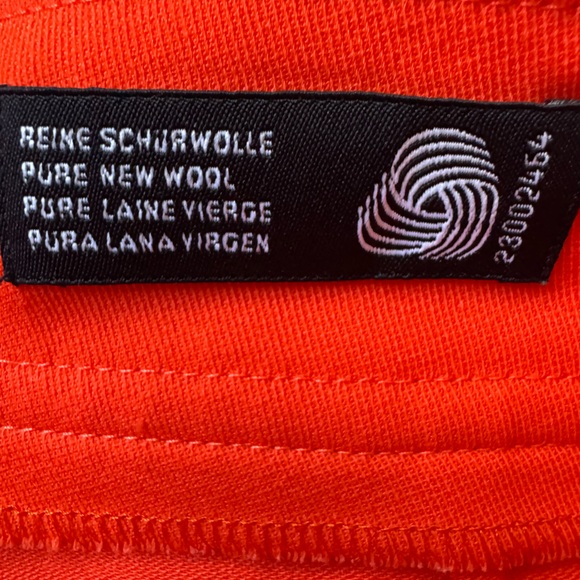 REINE SCHURWOLLE
PURE NEW WOOL
PURE LAINE VIERGE
PURA LANA VIRGEN
23002464